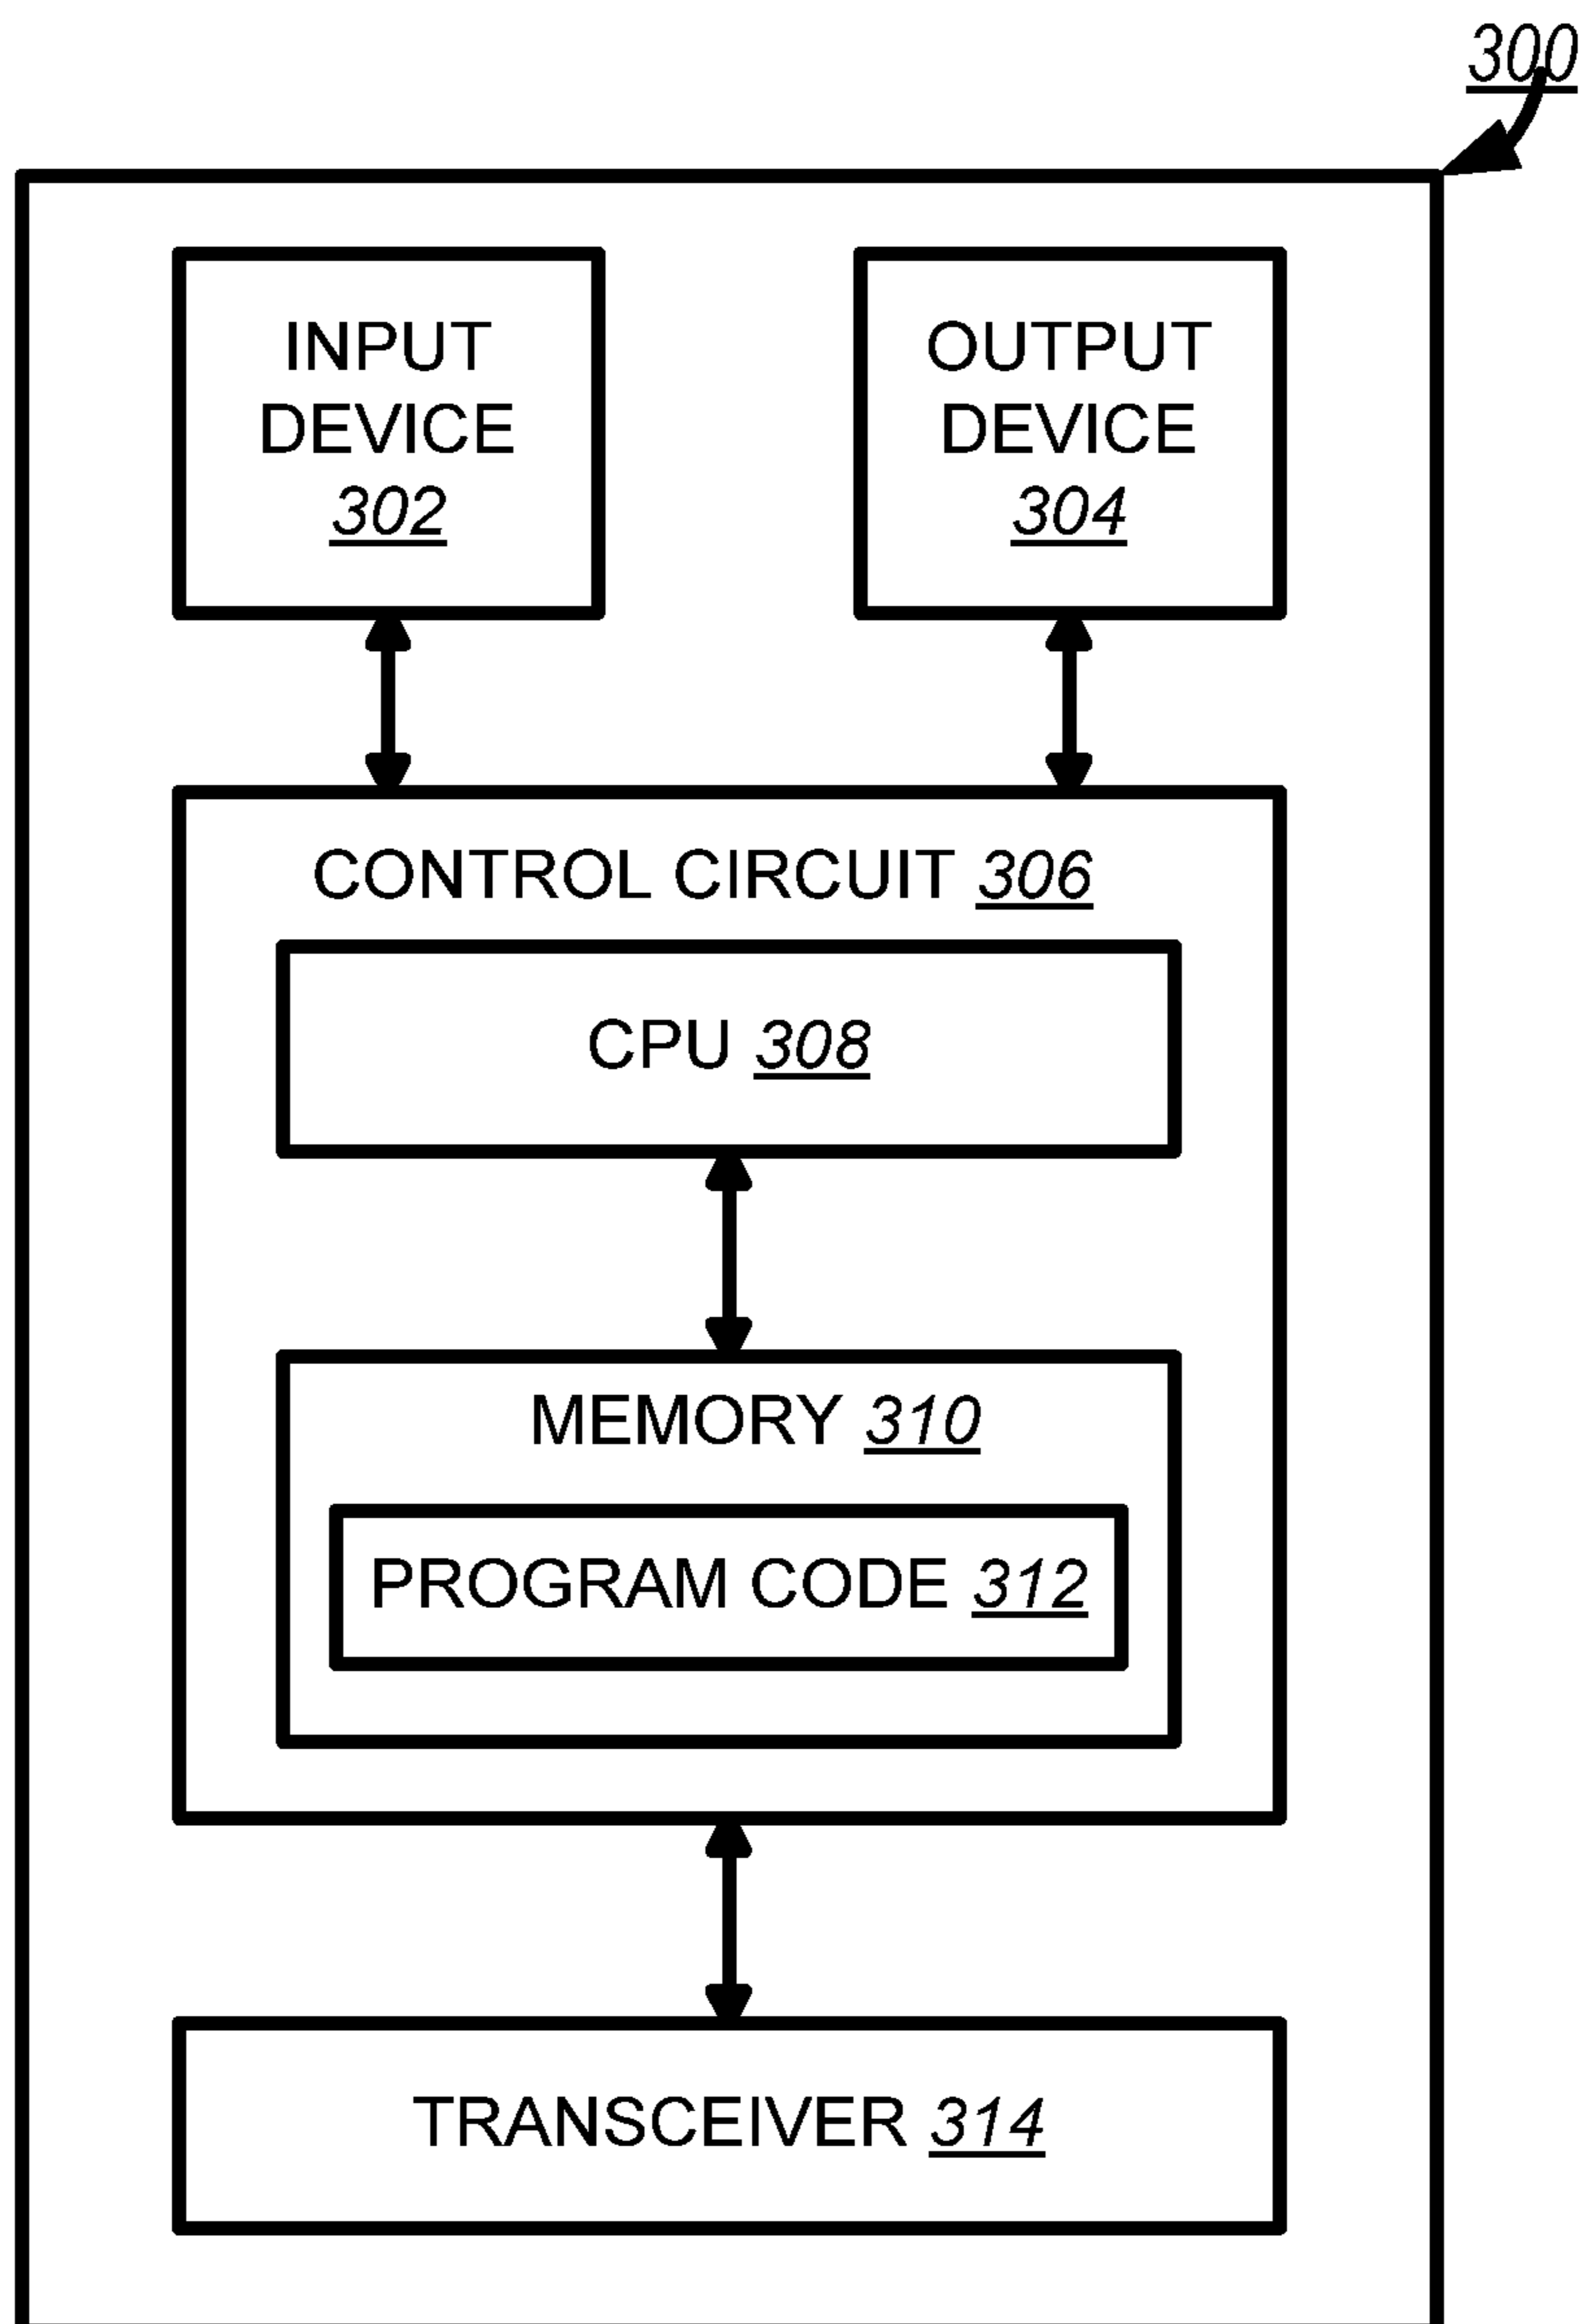 300
INPUT
DEVICE
302
OUTPUT
DEVICE
304
CONTROL CIRCUIT 306
CPU 308
MEMORY 310
PROGRAM CODE 312
TRANSCEIVER 314